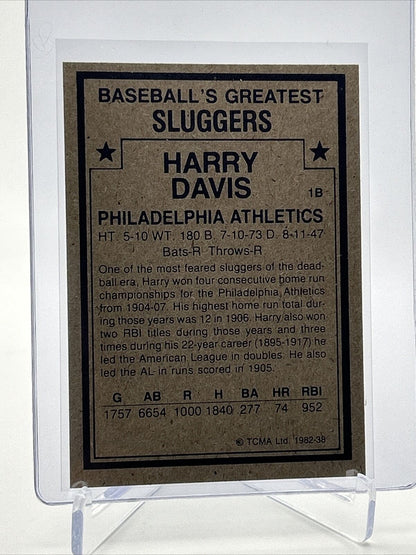 BASEBALL'S GREATEST
SLUGGERS
HARRY
DAVIS
1B
PHILADELPHIA ATHLETICS
HT. 5-10 WT. 180 B. 7-10-73 D. 8-11-47
Bats-R Throws-R
One of the most feared sluggers of the dead-
ball era, Harry won four consecutive home run
championships for the Philadelphia Athletics
from 1904-07. His highest home run total dur-
ing those years was 12 in 1906. Harry also won
two RBI titles during those years and three
times during his 22-year career (1895-1917) he
led the American League in doubles. He also
led the AL in runs scored in 1905.
G AB R H BA HR RBI
1757 6654 1000 1840 277 74 952
© TCMA Ltd. 1982-38